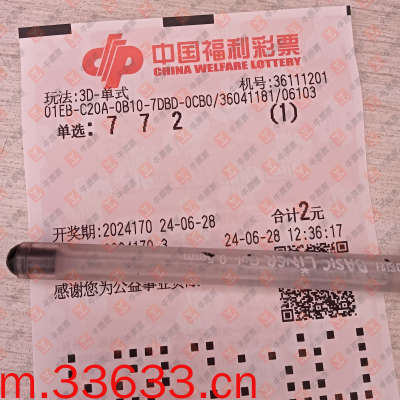 中国福利彩票
CHINA WELFARE LOTTERY
玩法:3D-单式 机号:36111201
01EB-C20A-0B10-7DBD-0CB0/36041181/06103
单选: 7 7 2 (1)
开奖期:2024170 24-06-28 合计2元
24-06-28 12:36:17
感谢您为公益事业贡
m.33633.cn